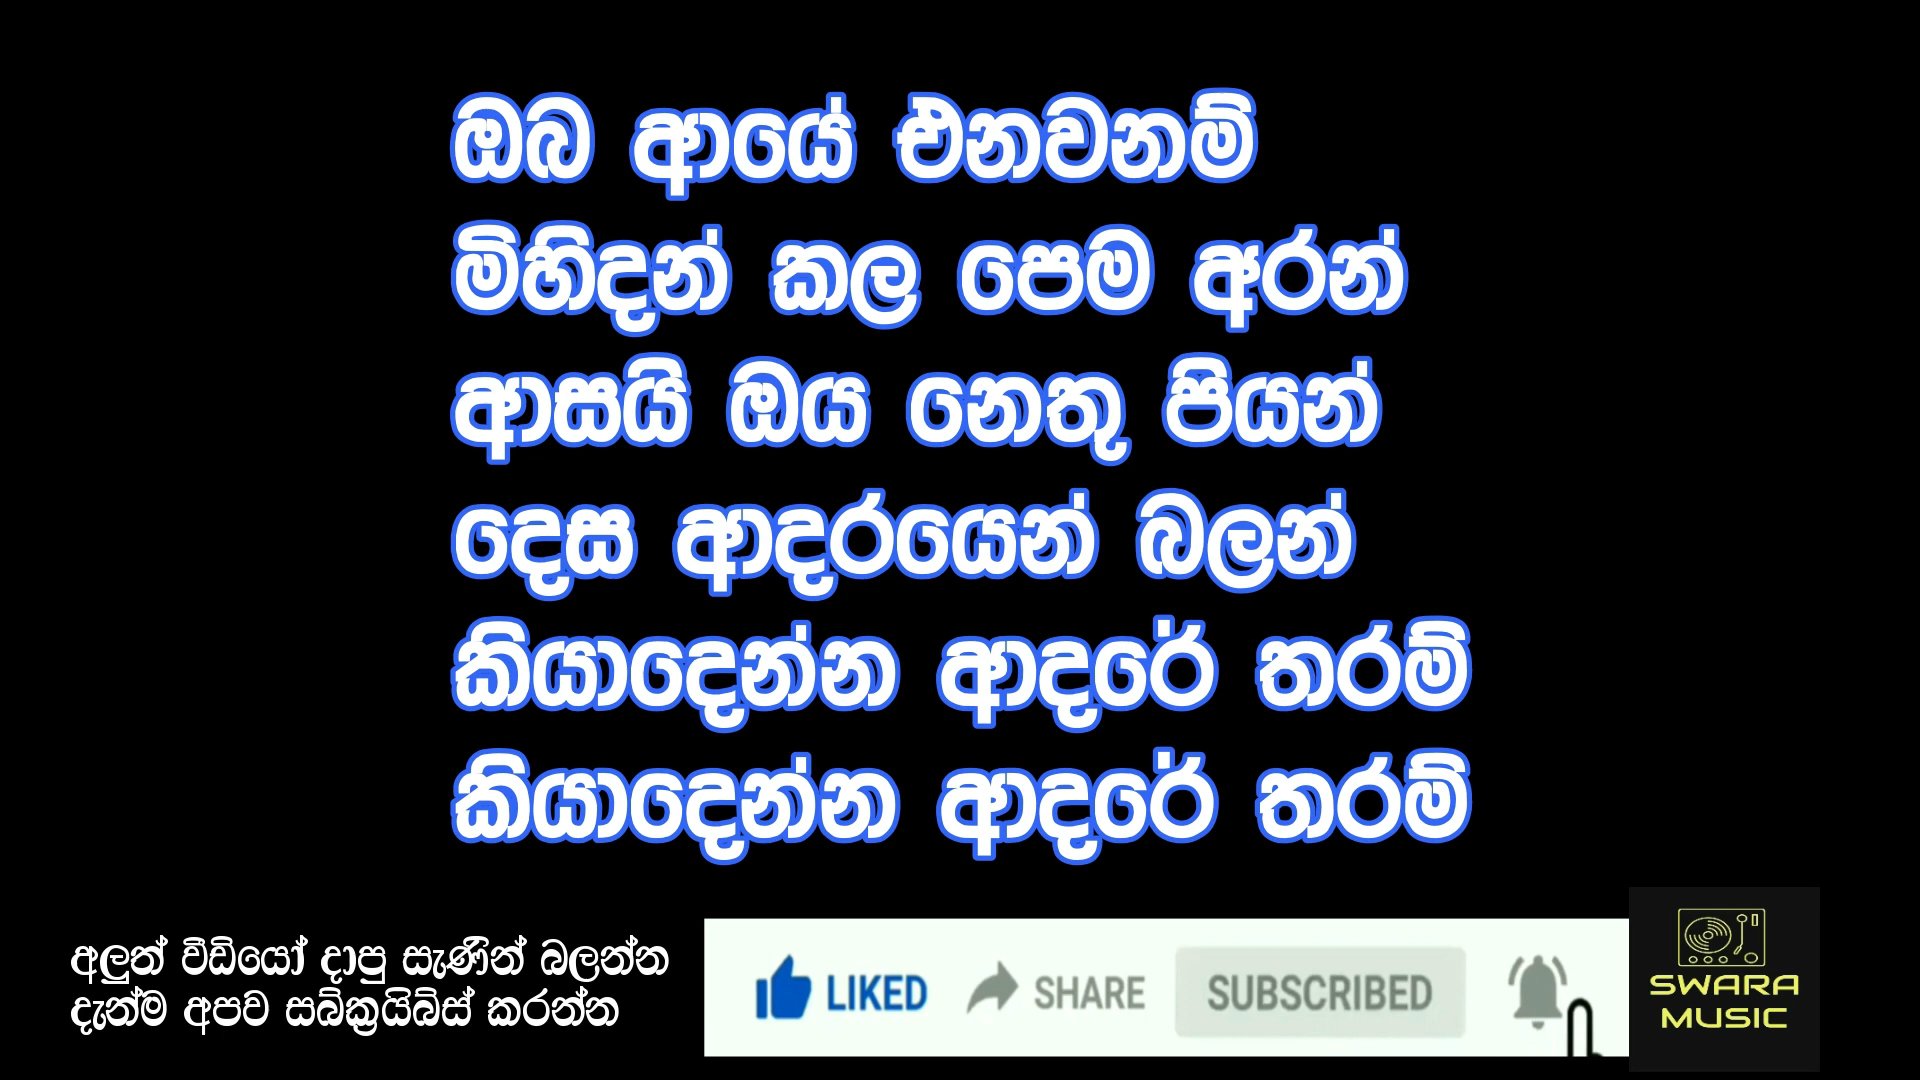 ඔබ ආයේ එනවනම්
මිහිදන් කල පෙම අරන්
ආසයි ඔය නෙතු පියන්
දෙස ආදරයෙන් බලන්
කියාදෙන්න ආදරේ තරම්
කියාදෙන්න ආදරේ තරම්
අලුත් වීඩියෝ දාපු සැණින් බලන්න
දැන්ම අපව සබ්ක්‍රයිබ්ස් කරන්න
LIKED SHARE SUBSCRIBED
SWARA
MUSIC